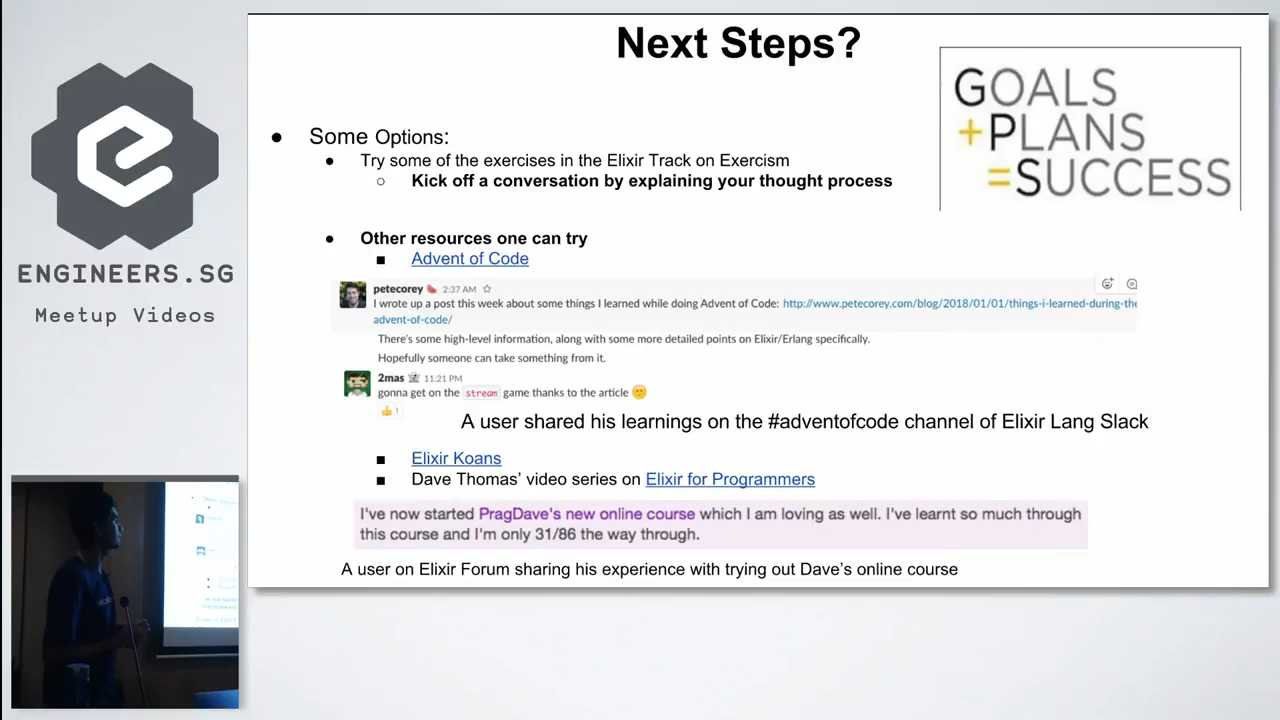 Next Steps?
GOALS
+PLANS
=SUCCESS
ENGINEERS.SG
Meetup Videos
● Some Options:
● Try some of the exercises in the Elixir Track on Exercism
○ Kick off a conversation by explaining your thought process
● Other resources one can try
■ Advent of Code
petecorey 2:37 AM
I wrote up a post this week about some things I learned while doing Advent of Code: http://www.petecorey.com/blog/2018/01/01/things-i-learned-during-the
advent-of-code/
There's some high-level information, along with some more detailed points on Elixir/Erlang specifically.
Hopefully someone can take something from it.
2mas 11:21 PM
gonna get on the stream game thanks to the article
1
A user shared his learnings on the #adventofcode channel of Elixir Lang Slack
■ Elixir Koans
■ Dave Thomas’ video series on Elixir for Programmers
I've now started PragDave's new online course which I am loving as well. I've learnt so much through
this course and I'm only 31/86 the way through.
A user on Elixir Forum sharing his experience with trying out Dave’s online course